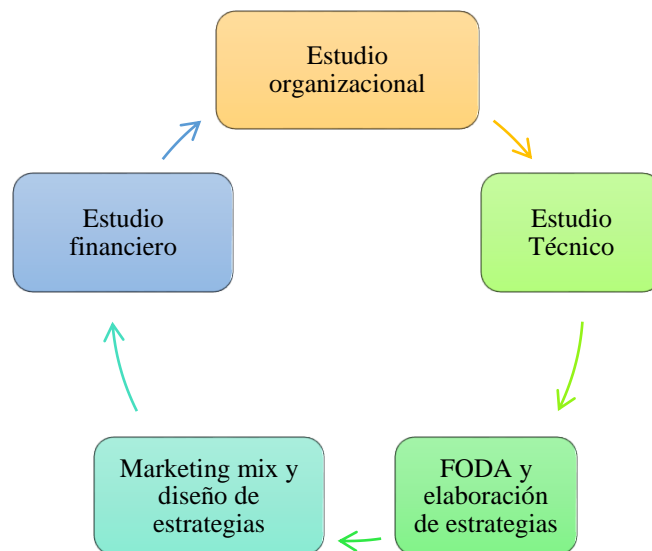 Estudio
organizacional
Estudio
Técnico
FODA y
elaboración
de estrategias
Marketing mix y
diseño de
estrategias
Estudio
financiero